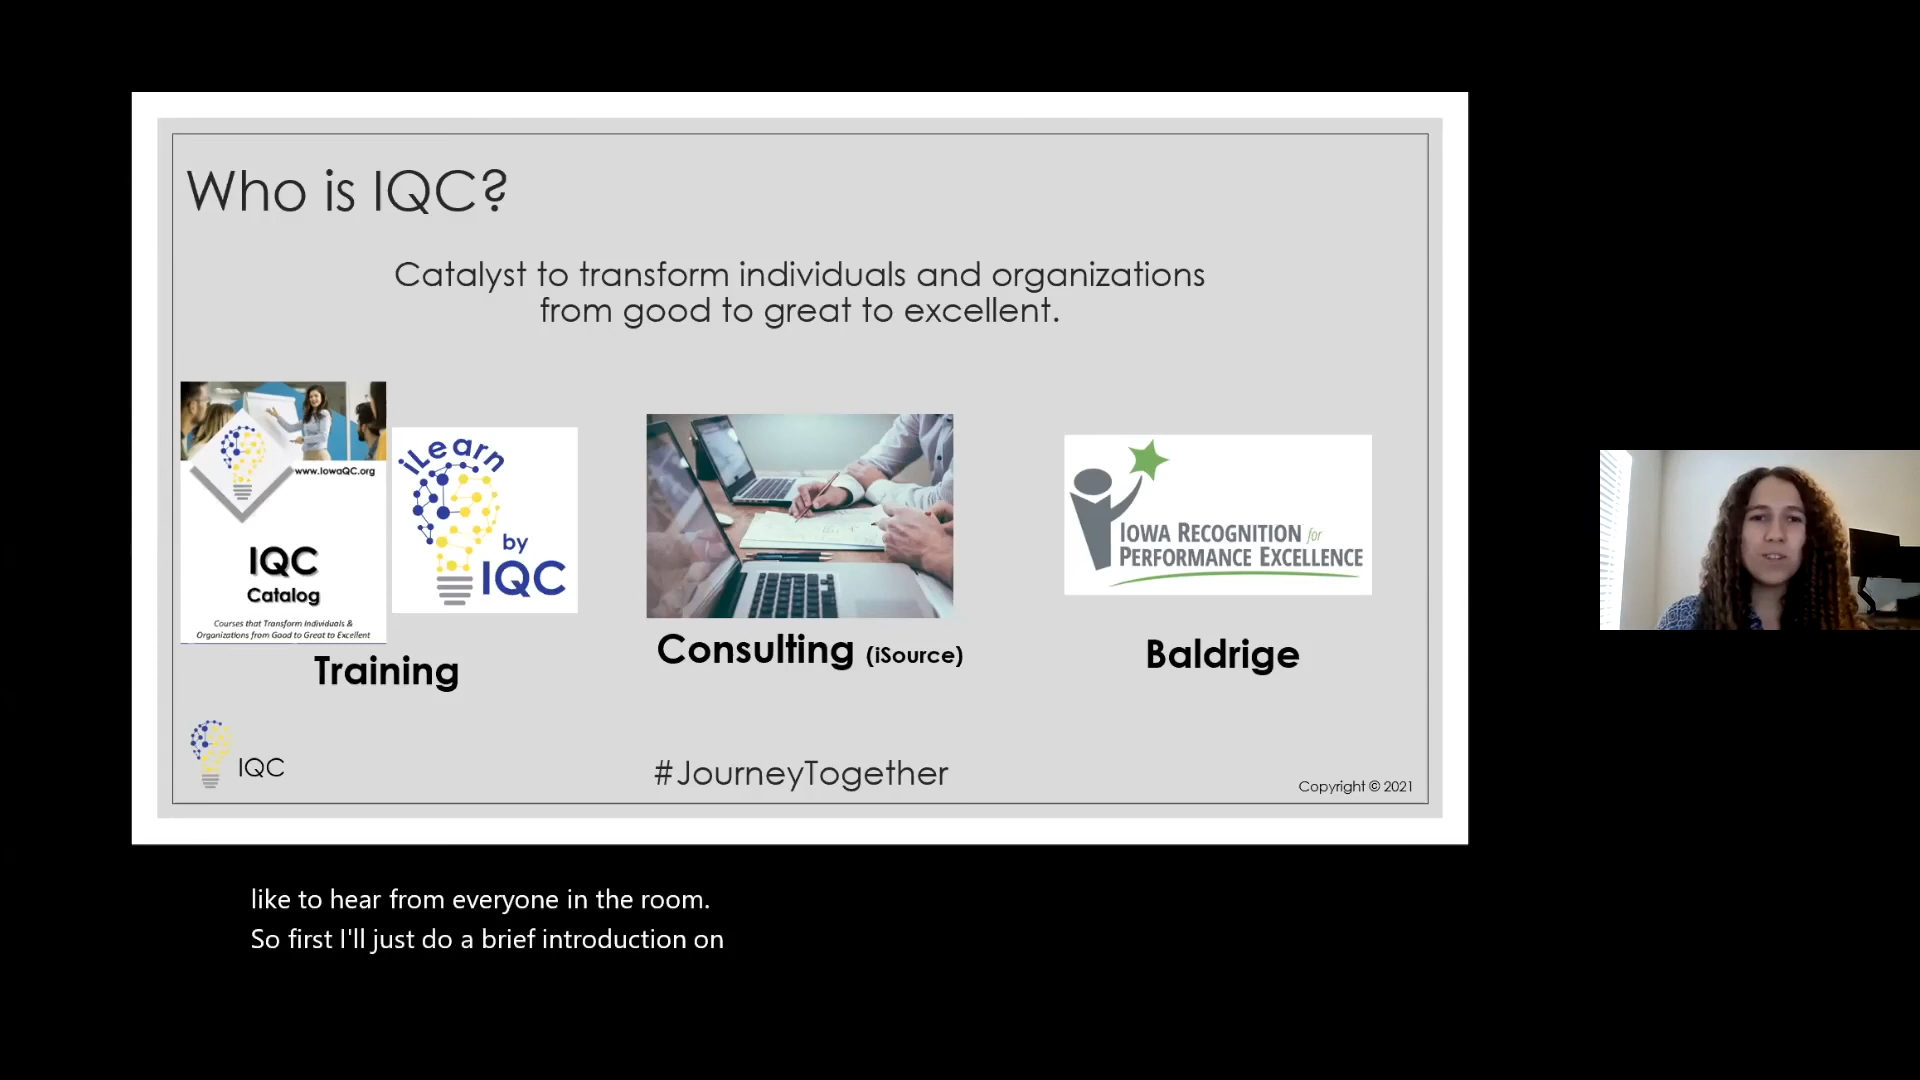 Who is IQC?
Catalyst to transform individuals and organizations
from good to great to excellent.
www.IowaQC.org
IQC
Catalog
Courses that Transform Individuals &
Organizations from Good to Great to Excellent
iLearn
by
IQC
Training
Consulting (iSource)
IOWA RECOGNITION for
PERFORMANCE EXCELLENCE
Baldrige
IQC
#JourneyTogether
Copyright © 2021
like to hear from everyone in the room.
So first I'll just do a brief introduction on